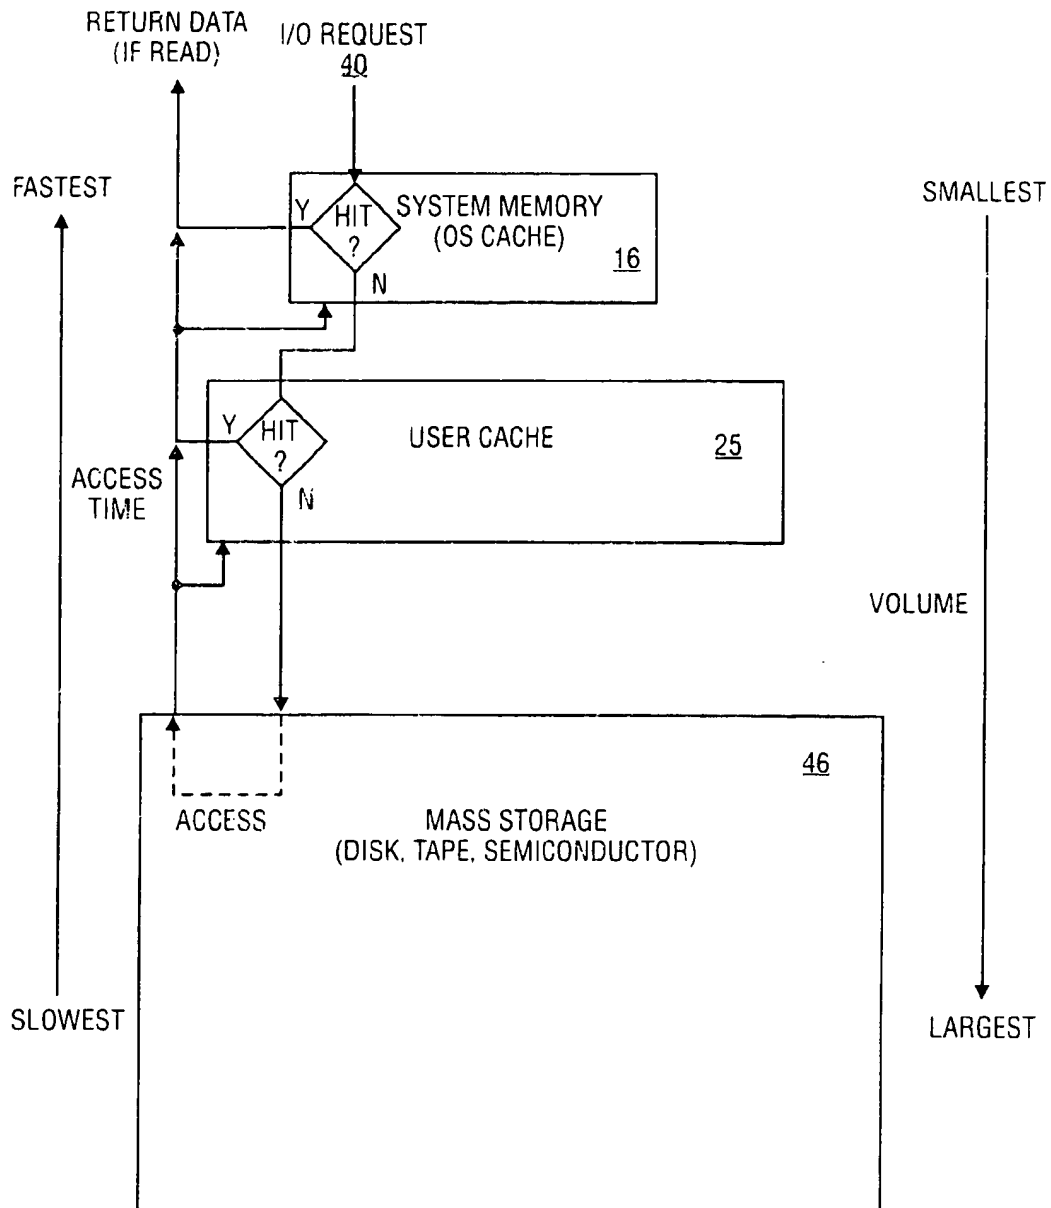 RETURN DATA
(IF READ)
I/O REQUEST
40
FASTEST
SMALLEST
Y
HIT
?
N
SYSTEM MEMORY
(OS CACHE)
16
Y
HIT
?
N
USER CACHE
25
ACCESS
TIME
VOLUME
46
ACCESS
MASS STORAGE
(DISK, TAPE, SEMICONDUCTOR)
SLOWEST
LARGEST